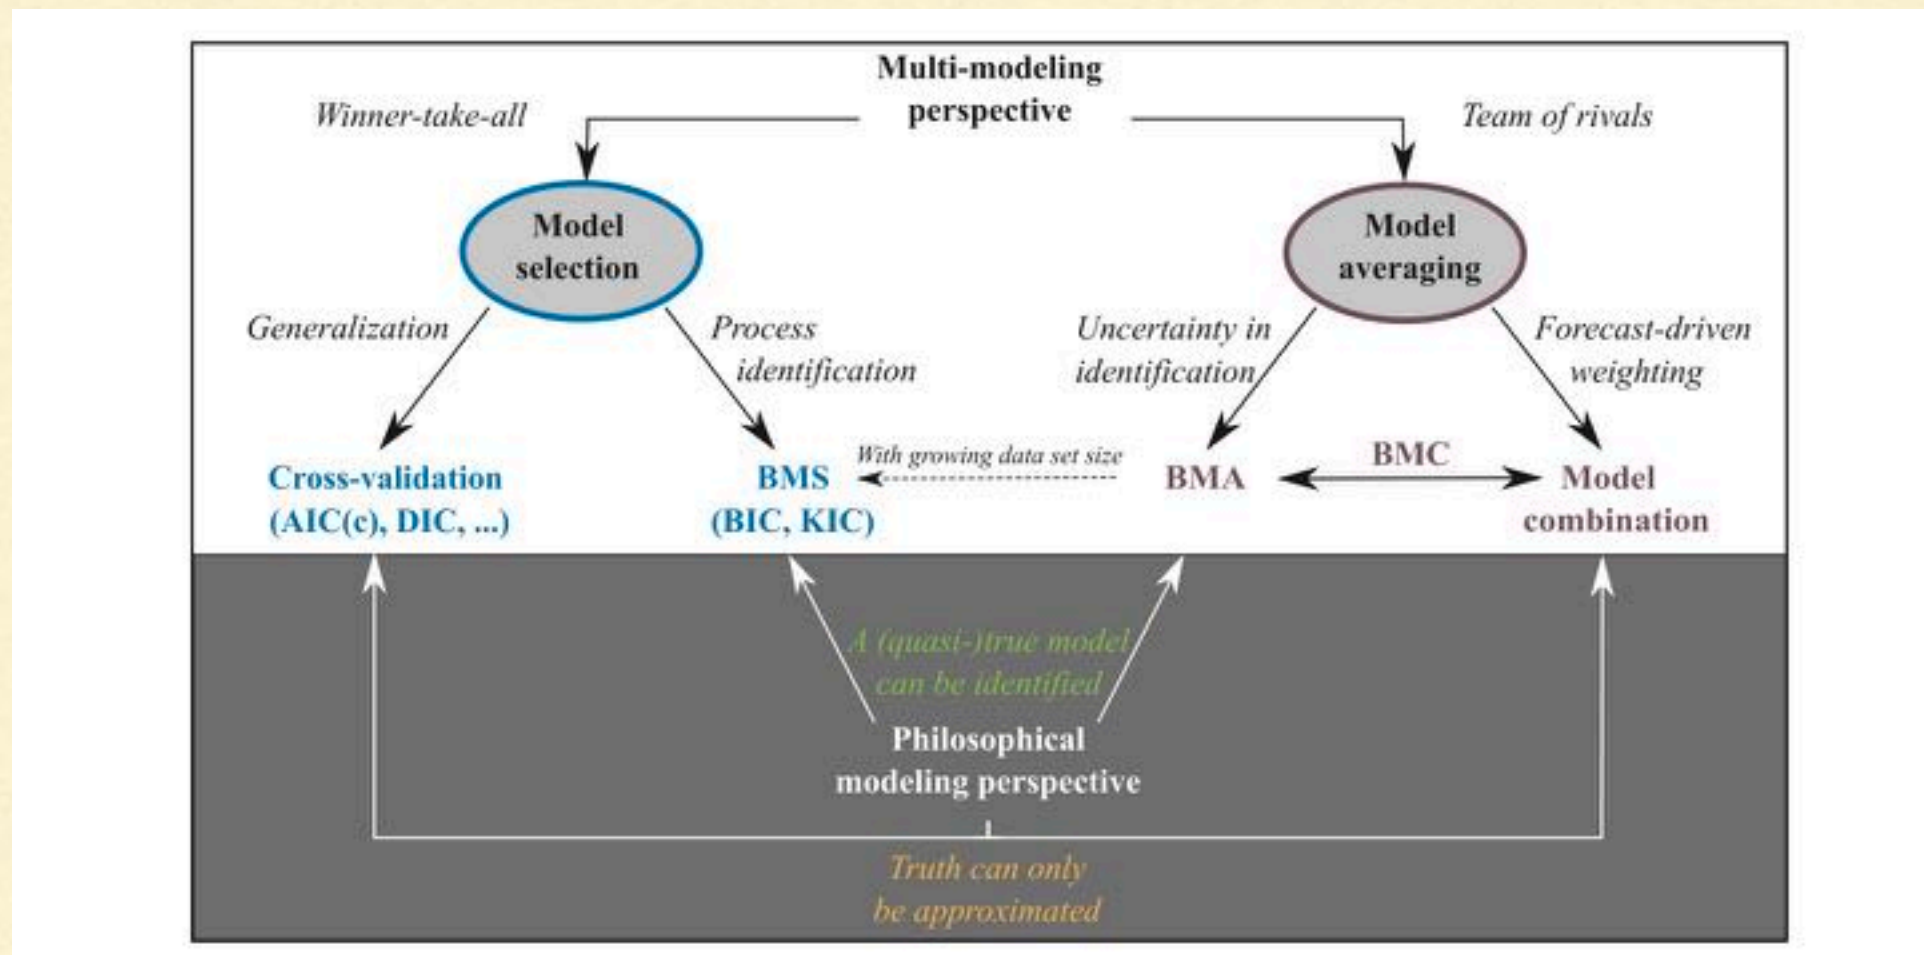 Multi-modeling
perspective
Winner-take-all
Team of rivals
Model
selection
Model
averaging
Generalization
Process
identification
Uncertainty in
identification
Forecast-driven
weighting
Cross-validation
(AIC(c), DIC, ...)
BMS
(BIC, KIC)
With growing data set size
BMA
BMC
Model
combination
A (quasi-)true model
can be identified
Philosophical
modeling perspective
Truth can only
be approximated